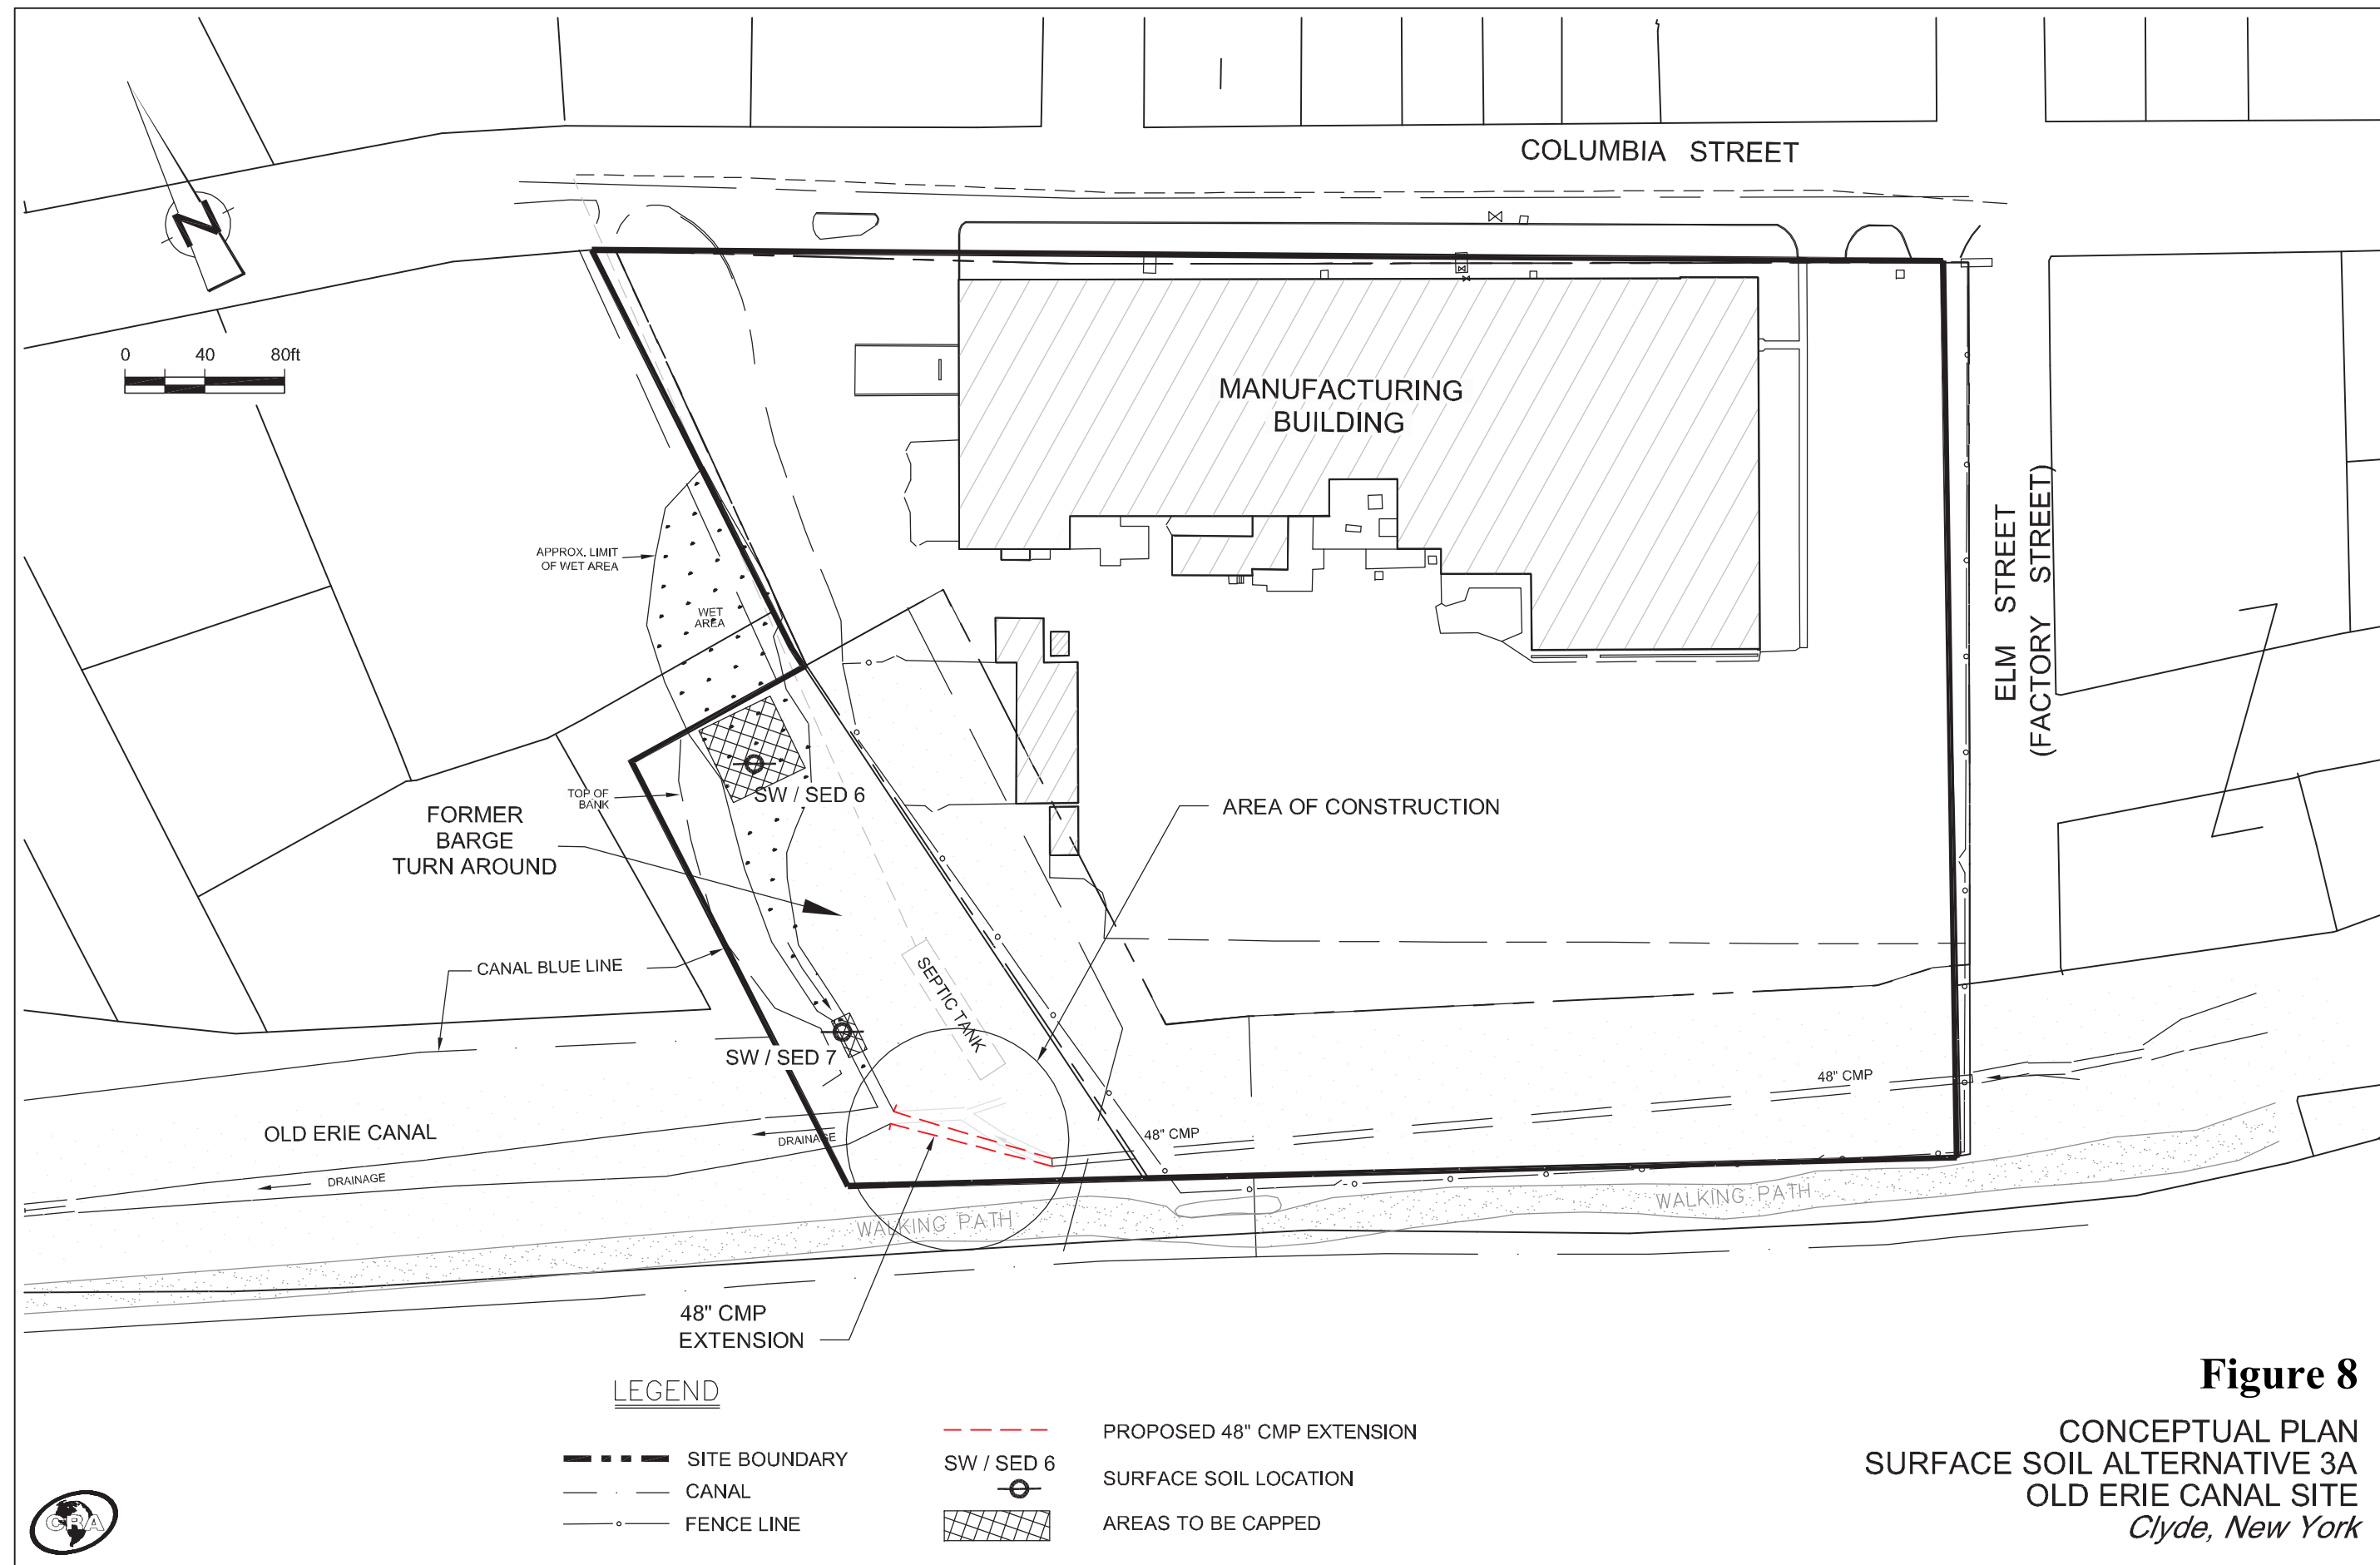 COLUMBIA STREET
N
0 40 80ft
MANUFACTURING
BUILDING
ELM STREET
(FACTORY STREET)
APPROX. LIMIT
OF WET AREA
WET
AREA
TOP OF
BANK
SW / SED 6
FORMER
BARGE
TURN AROUND
AREA OF CONSTRUCTION
CANAL BLUE LINE
SEPTIC TANK
SW / SED 7
48" CMP
OLD ERIE CANAL
DRAINAGE
48" CMP
DRAINAGE
WALKING PATH
WALKING PATH
48" CMP
EXTENSION
LEGEND
SITE BOUNDARY
CANAL
FENCE LINE
PROPOSED 48" CMP EXTENSION
SW / SED 6
SURFACE SOIL LOCATION
AREAS TO BE CAPPED
CRA
Figure 8
CONCEPTUAL PLAN
SURFACE SOIL ALTERNATIVE 3A
OLD ERIE CANAL SITE
Clyde, New York